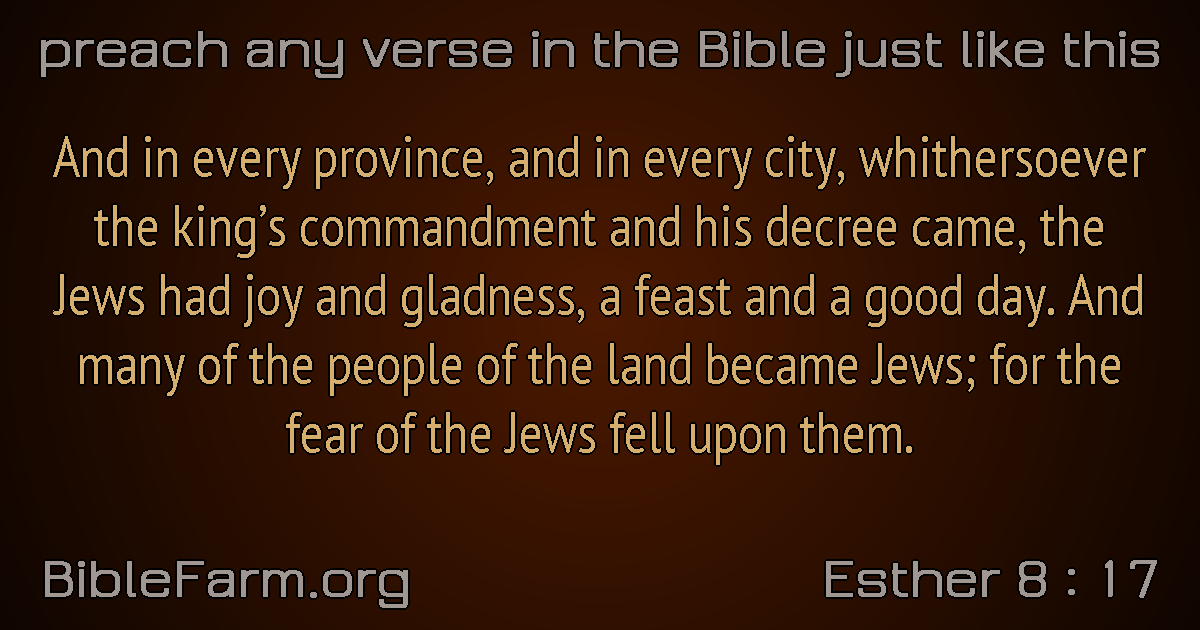 preach any verse in the Bible just like this
And in every province, and in every city, whithersoever
the king’s commandment and his decree came, the
Jews had joy and gladness, a feast and a good day. And
many of the people of the land became Jews; for the
fear of the Jews fell upon them.
BibleFarm.org
Esther 8 : 17